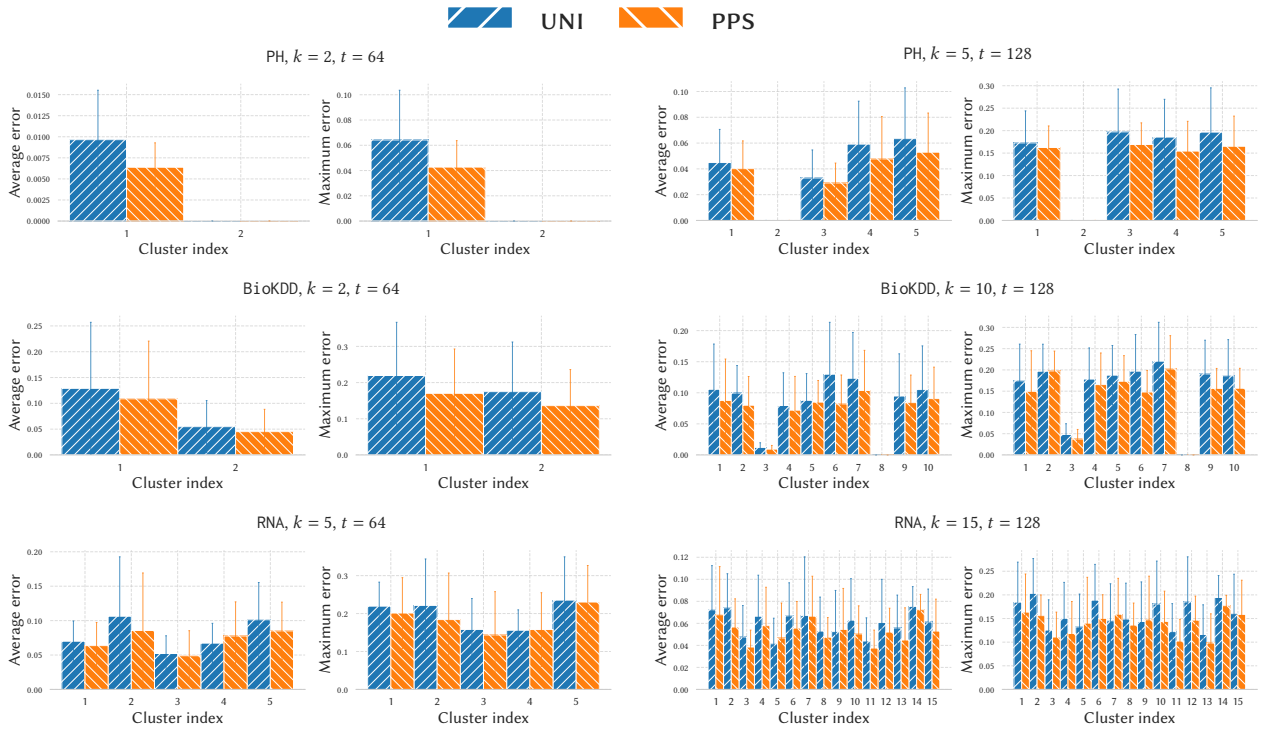 UNI PPS
PH, k = 2, t = 64
Average error
0.0150
0.0125
0.0100
0.0075
0.0050
0.0025
0.0000
1 2
Cluster index
Maximum error
0.10
0.08
0.06
0.04
0.02
0.00
1 2
Cluster index
PH, k = 5, t = 128
Average error
0.10
0.08
0.06
0.04
0.02
0.00
1 2 3 4 5
Cluster index
Maximum error
0.30
0.25
0.20
0.15
0.10
0.05
0.00
1 2 3 4 5
Cluster index
BioKDD, k = 2, t = 64
Average error
0.25
0.20
0.15
0.10
0.05
0.00
1 2
Cluster index
Maximum error
0.3
0.2
0.1
0.0
1 2
Cluster index
BioKDD, k = 10, t = 128
Average error
0.20
0.15
0.10
0.05
0.00
1 2 3 4 5 6 7 8 9 10
Cluster index
Maximum error
0.30
0.25
0.20
0.15
0.10
0.05
0.00
1 2 3 4 5 6 7 8 9 10
Cluster index
RNA, k = 5, t = 64
Average error
0.20
0.15
0.10
0.05
0.00
1 2 3 4 5
Cluster index
Maximum error
0.3
0.2
0.1
0.0
1 2 3 4 5
Cluster index
RNA, k = 15, t = 128
Average error
0.12
0.10
0.08
0.06
0.04
0.02
0.00
1 2 3 4 5 6 7 8 9 10 11 12 13 14 15
Cluster index
Maximum error
0.25
0.20
0.15
0.10
0.05
0.00
1 2 3 4 5 6 7 8 9 10 11 12 13 14 15
Cluster index